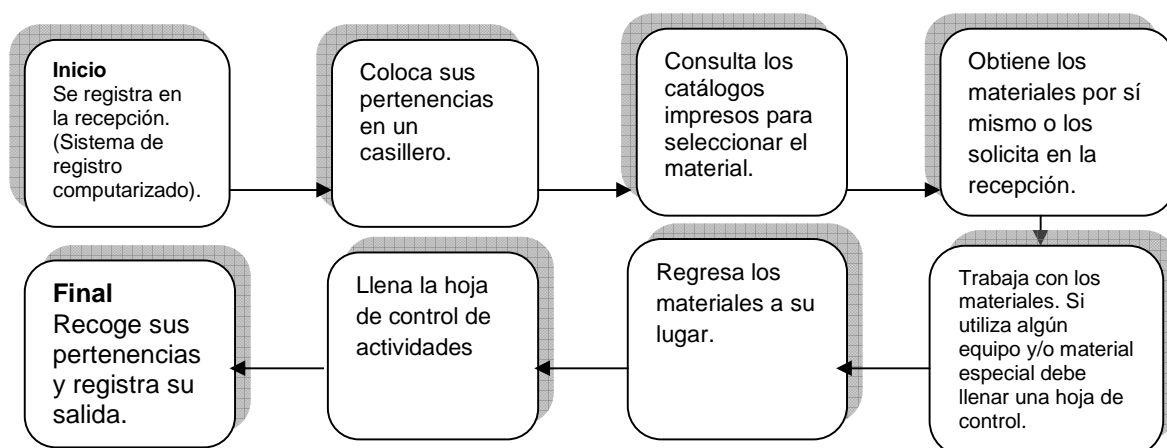 Inicio
Se registra en
la recepción.
(Sistema de
registro
computarizado).
Coloca sus
pertenencias
en un
casillero.
Consulta los
catálogos
impresos para
seleccionar el
material.
Obtiene los
materiales por sí
mismo o los
solicita en la
recepción.
Trabaja con los
materiales. Si
utiliza algún
equipo y/o material
especial debe
llenar una hoja de
control.
Regresa los
materiales a su
lugar.
Llena la hoja
de control de
actividades
Final
Recoge sus
pertenencias
y registra su
salida.